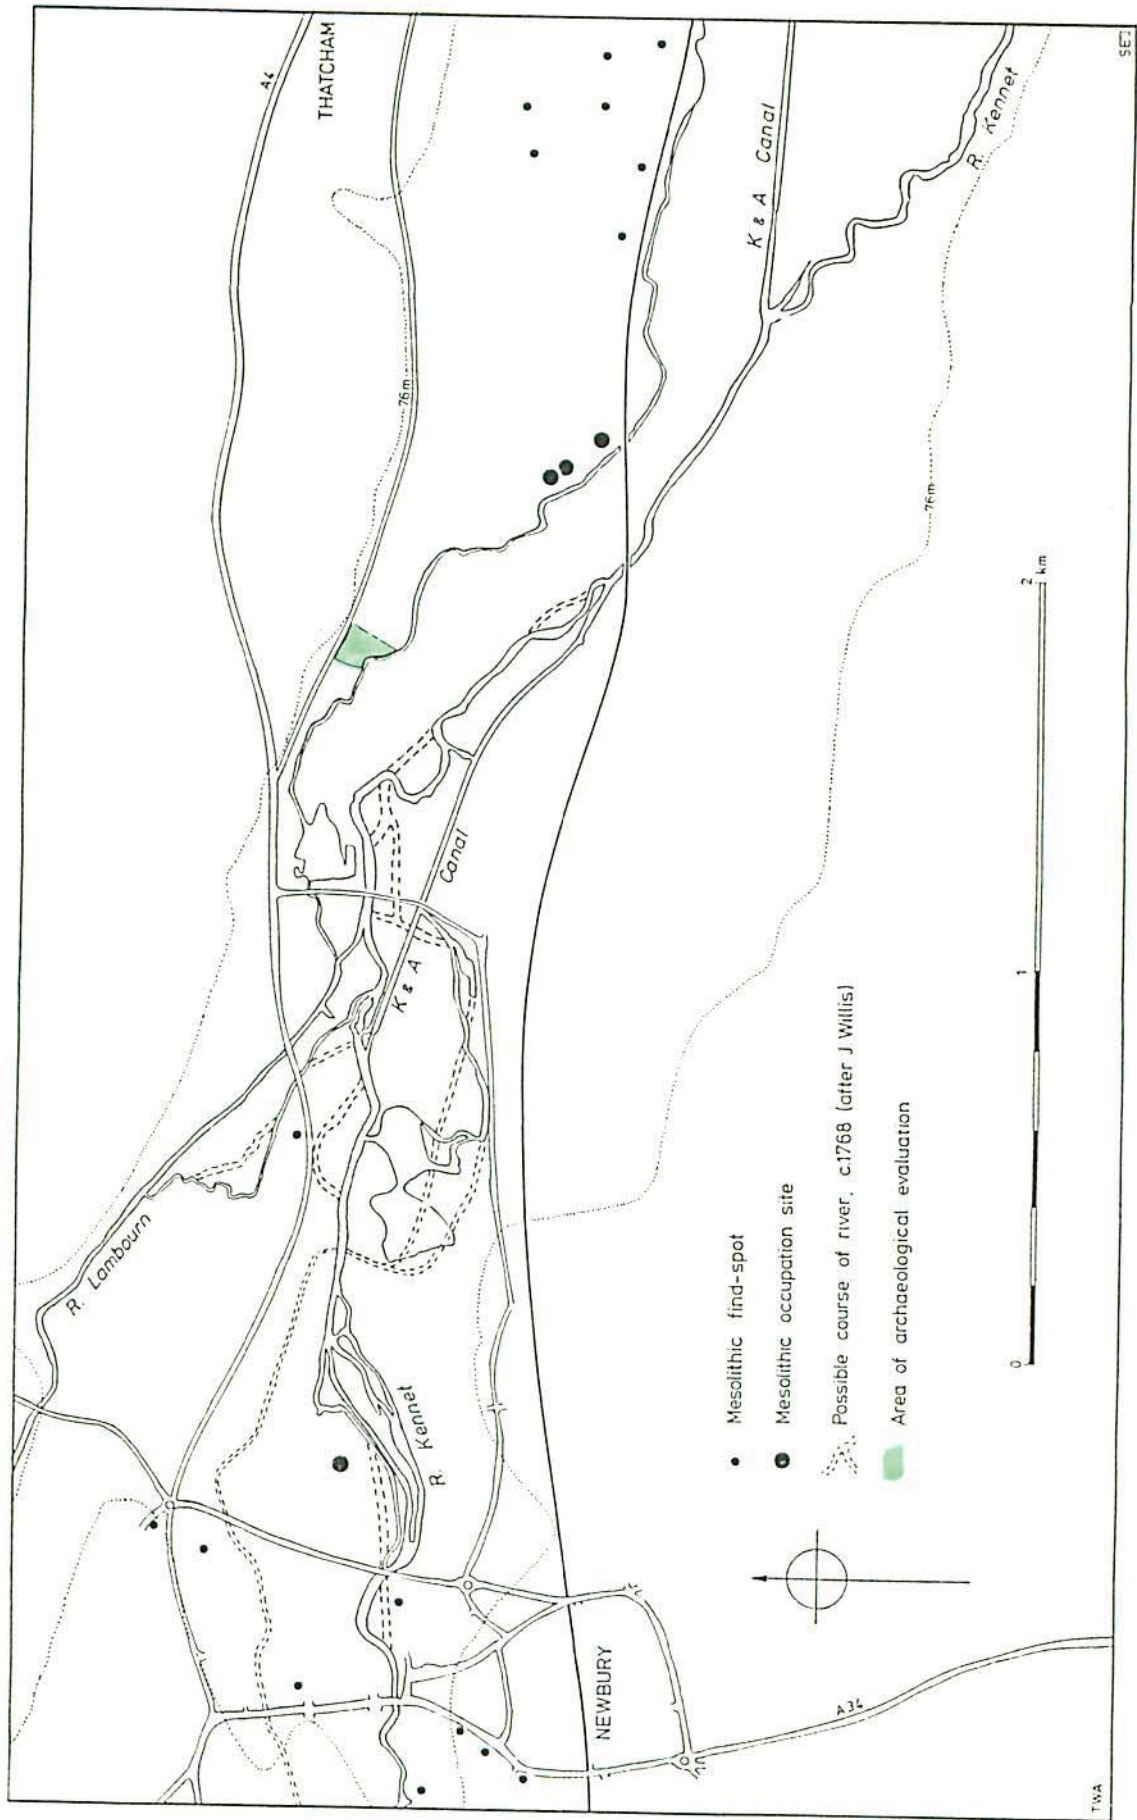 A4
THATCHAM
R. Lambourn
76m
K & A Canal
K & A
Canal
R. Kennet
R. Kennet
76m
NEWBURY
A34
Mesolithic find-spot
Mesolithic occupation site
Possible course of river, c.1768 (after J Willis)
Area of archaeological evaluation
0
1
2
km
TWA
SEJ